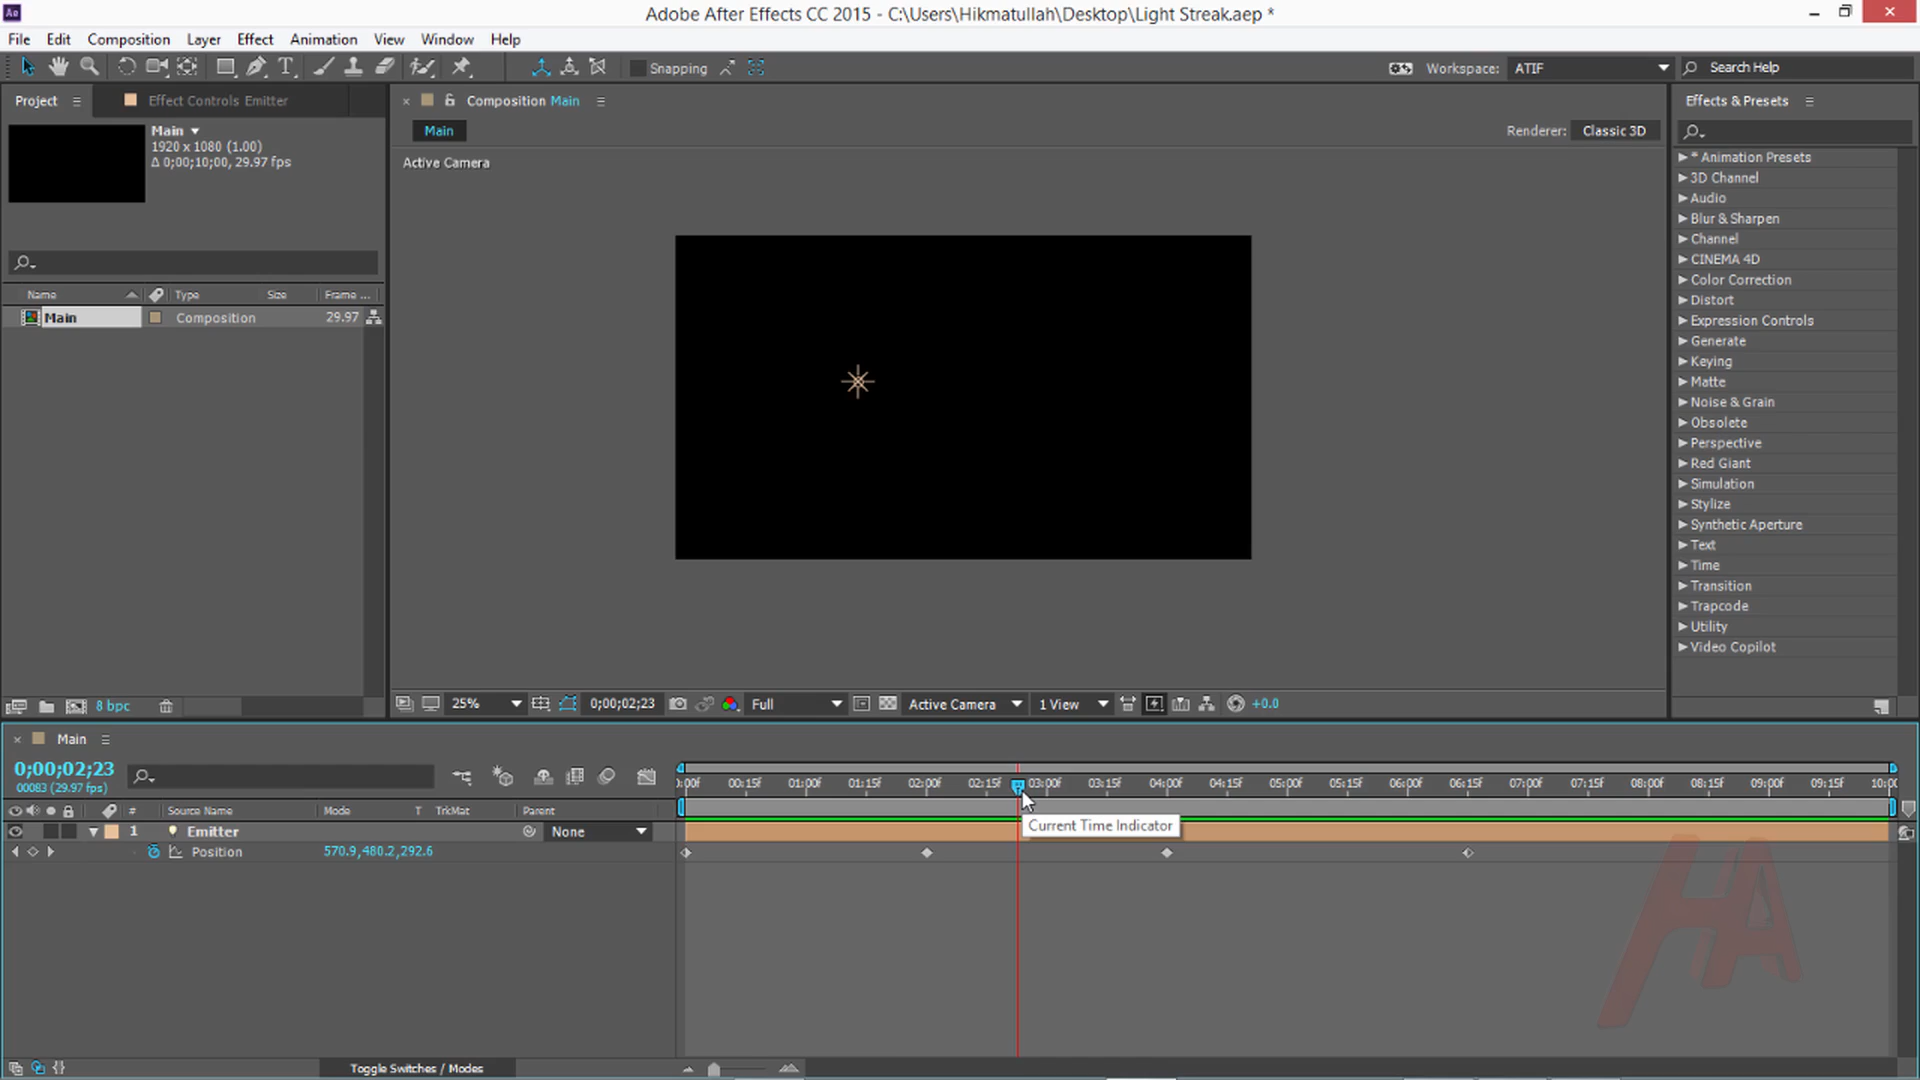 Adobe After Effects CC 2015 - C:\Users\Hikmatullah\Desktop\Light Streak.aep *
File Edit Composition Layer Effect Animation View Window Help
Snapping Workspace: ATIF Search Help
Project Effect Controls Emitter Composition Main Effects & Presets
Main
1920 x 1080 (1.00)
Δ 0;00;10;00, 29.97 fps
Main Renderer: Classic 3D
Active Camera
Name Type Size Frame ...
Main Composition 29.97
* Animation Presets
3D Channel
Audio
Blur & Sharpen
Channel
CINEMA 4D
Color Correction
Distort
Expression Controls
Generate
Keying
Matte
Noise & Grain
Obsolete
Perspective
Red Giant
Simulation
Stylize
Synthetic Aperture
Text
Time
Transition
Trapcode
Utility
Video Copilot
8 bpc 25% 0;00;02;23 Full Active Camera 1 View +0.0
Main
0;00;02;23
00083 (29.97 fps)
0:00f 00:15f 01:00f 01:15f 02:00f 02:15f 03:00f 03:15f 04:00f 04:15f 05:00f 05:15f 06:00f 06:15f 07:00f 07:15f 08:00f 08:15f 09:00f 09:15f 10:00
# Source Name Mode T TrkMat Parent
1 Emitter None
Current Time Indicator
Position 570.9,480.2,292.6
Toggle Switches / Modes
HA